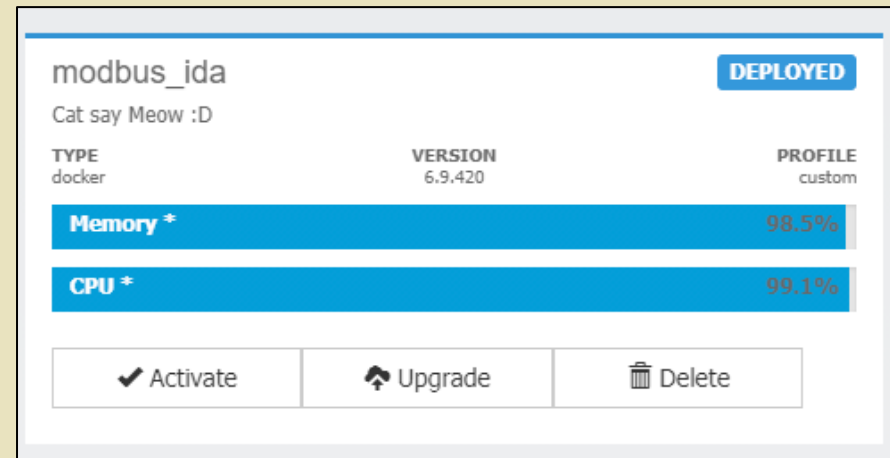 modbus_ida DEPLOYED
Cat say Meow :D
TYPE VERSION PROFILE
docker 6.9.420 custom
Memory * 98.5%
CPU * 99.1%
Activate Upgrade Delete